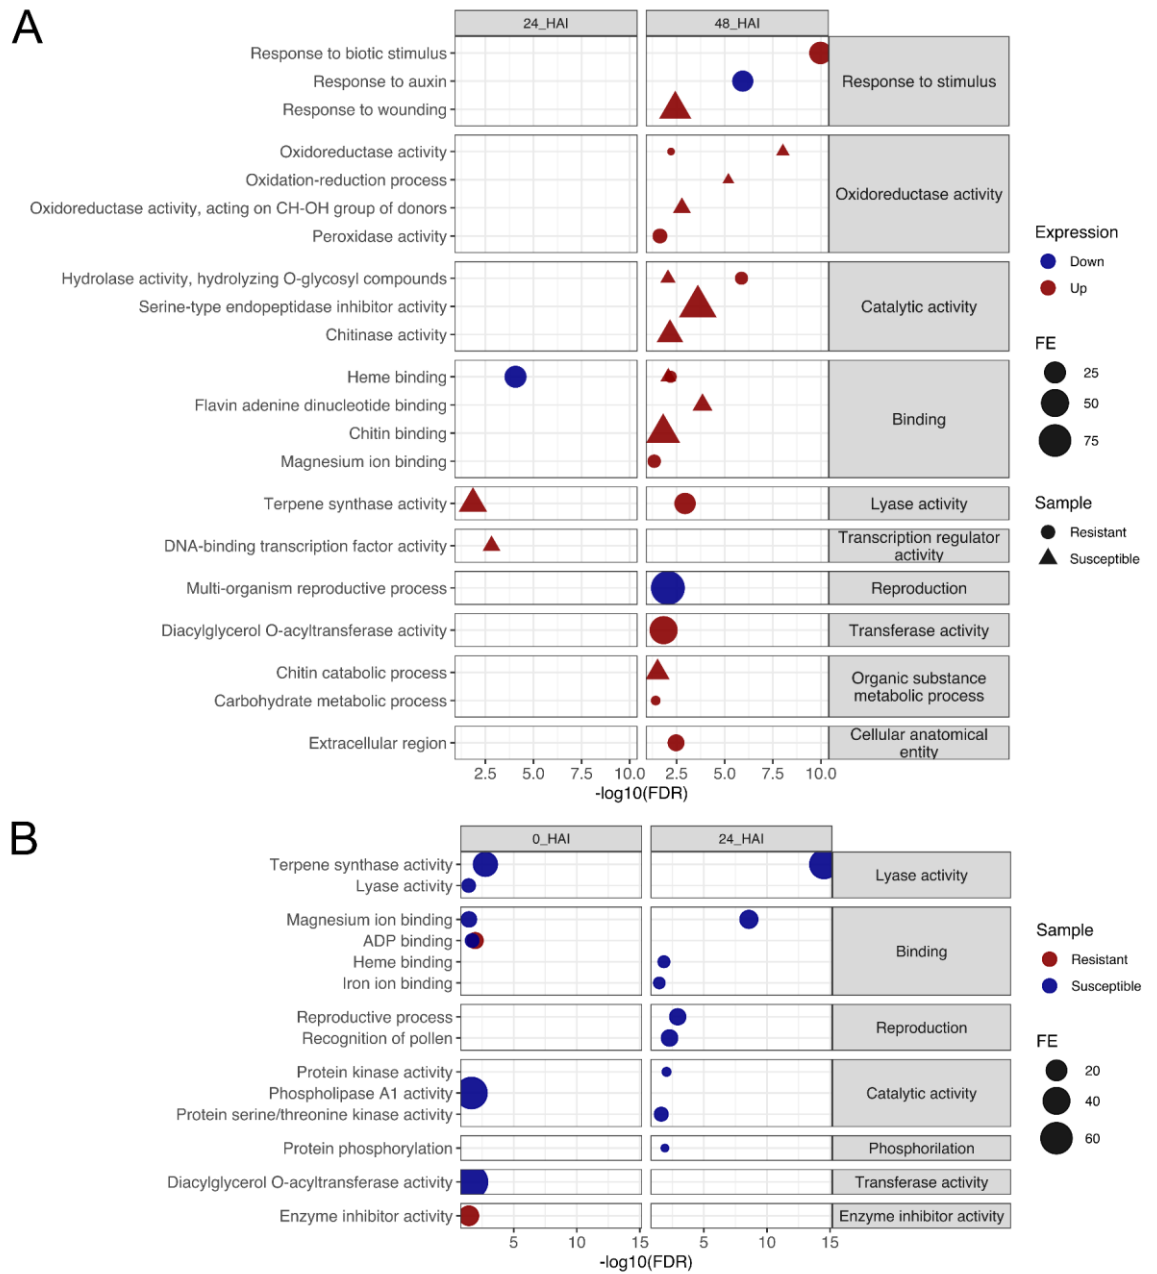 A
24_HAI
48_HAI
Response to biotic stimulus
Response to auxin
Response to wounding
Response to stimulus
Oxidoreductase activity
Oxidation-reduction process
Oxidoreductase activity, acting on CH-OH group of donors
Peroxidase activity
Oxidoreductase activity
Hydrolase activity, hydrolyzing O-glycosyl compounds
Serine-type endopeptidase inhibitor activity
Chitinase activity
Catalytic activity
Heme binding
Flavin adenine dinucleotide binding
Chitin binding
Magnesium ion binding
Binding
Terpene synthase activity
Lyase activity
DNA-binding transcription factor activity
Transcription regulator
activity
Multi-organism reproductive process
Reproduction
Diacylglycerol O-acyltransferase activity
Transferase activity
Chitin catabolic process
Carbohydrate metabolic process
Organic substance
metabolic process
Extracellular region
Cellular anatomical
entity
2.5 5.0 7.5 10.0
2.5 5.0 7.5 10.0
-log10(FDR)
Expression
Down
Up
FE
25
50
75
Sample
Resistant
Susceptible
B
0_HAI
24_HAI
Terpene synthase activity
Lyase activity
Lyase activity
Magnesium ion binding
ADP binding
Heme binding
Iron ion binding
Binding
Reproductive process
Recognition of pollen
Reproduction
Protein kinase activity
Phospholipase A1 activity
Protein serine/threonine kinase activity
Catalytic activity
Protein phosphorylation
Phosphorilation
Diacylglycerol O-acyltransferase activity
Transferase activity
Enzyme inhibitor activity
Enzyme inhibitor activity
5 10 15
5 10 15
-log10(FDR)
Sample
Resistant
Susceptible
FE
20
40
60